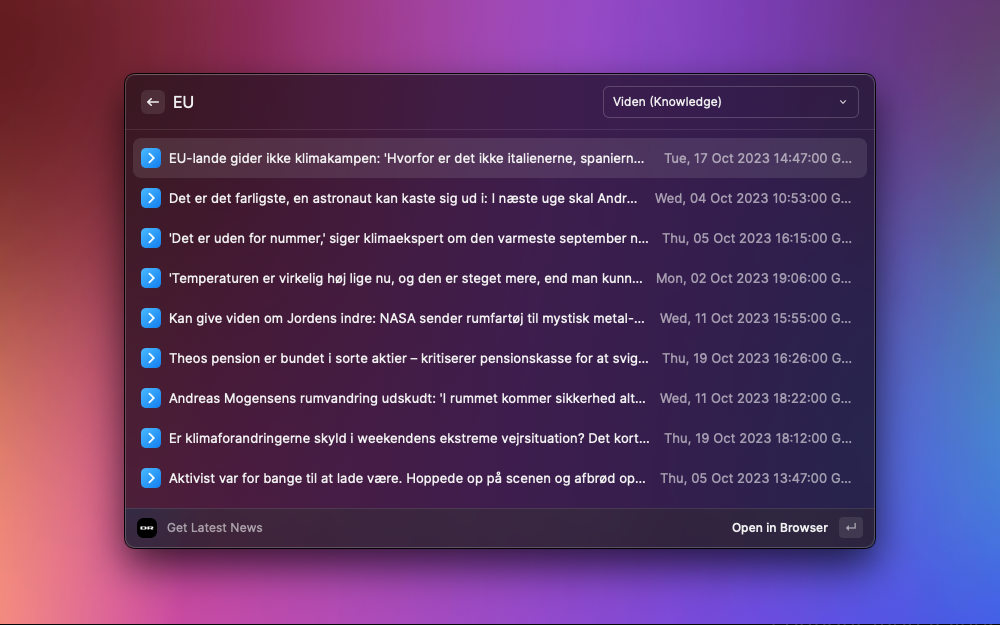 EU
Viden (Knowledge)
EU-lande gider ikke klimakampen: 'Hvorfor er det ikke italienerne, spaniern... Tue, 17 Oct 2023 14:47:00 G...
Det er det farligste, en astronaut kan kaste sig ud i: I næste uge skal Andr... Wed, 04 Oct 2023 10:53:00 G...
'Det er uden for nummer,' siger klimaekspert om den varmeste september n... Thu, 05 Oct 2023 16:15:00 G...
'Temperaturen er virkelig høj lige nu, og den er steget mere, end man kunn... Mon, 02 Oct 2023 19:06:00 G...
Kan give viden om Jordens indre: NASA sender rumfartøj til mystisk metal-... Wed, 11 Oct 2023 15:55:00 G...
Theos pension er bundet i sorte aktier – kritiserer pensionskasse for at svig... Thu, 19 Oct 2023 16:26:00 G...
Andreas Mogensens rumvandring udskudt: 'I rummet kommer sikkerhed alt... Wed, 11 Oct 2023 18:22:00 G...
Er klimaforandringerne skyld i weekendens ekstreme vejrsituation? Det kort... Thu, 19 Oct 2023 18:12:00 G...
Aktivist var for bange til at lade være. Hoppede op på scenen og afbrød op... Thu, 05 Oct 2023 13:47:00 G...
DR Get Latest News Open in Browser